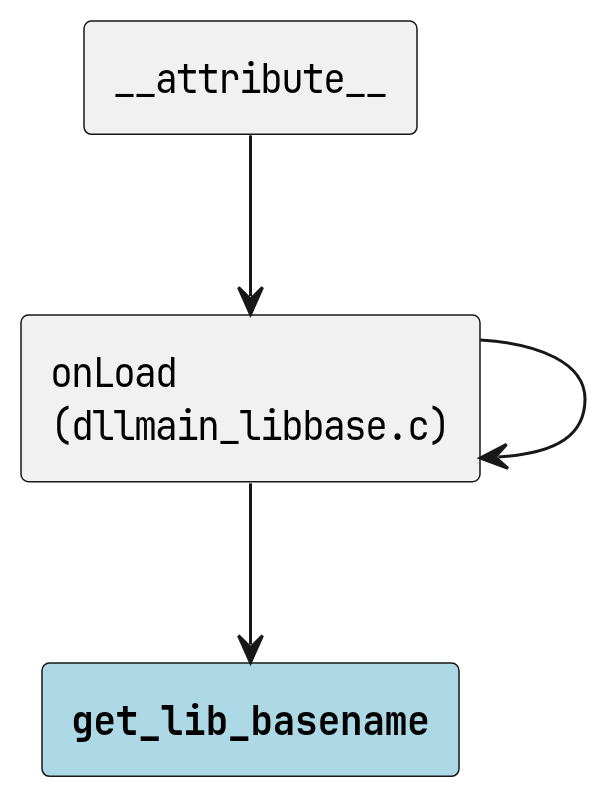 __attribute__
onLoad
(dllmain_libbase.c)
get_lib_basename